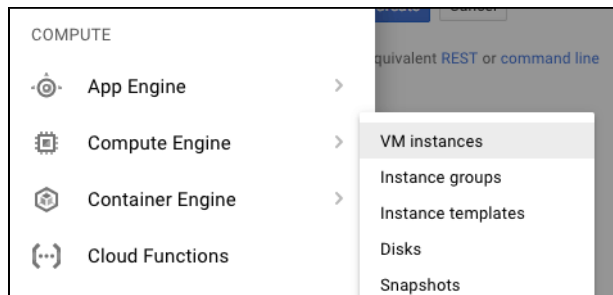 COMPUTE
App Engine
Compute Engine
Container Engine
Cloud Functions
Cancel
quivalent REST or command line
VM instances
Instance groups
Instance templates
Disks
Snapshots